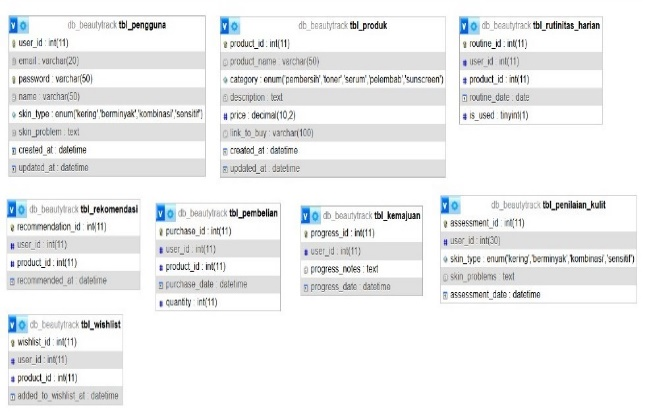 db_beautytrack tbl_pengguna
user_id : int(11)
email : varchar(20)
password : varchar(50)
name : varchar(50)
skin_type : enum('kering','berminyak','kombinasi','sensitif')
skin_problem : text
created_at : datetime
updated_at : datetime
db_beautytrack tbl_produk
product_id : int(11)
product_name : varchar(50)
category : enum('pembersih','toner','serum','pelembab','sunscreen')
description : text
price : decimal(10,2)
link_to_buy : varchar(100)
created_at : datetime
updated_at : datetime
db_beautytrack tbl_rutinitas_harian
routine_id : int(11)
user_id : int(11)
product_id : int(11)
routine_date : date
is_used : tinyint(1)
db_beautytrack tbl_rekomendasi
recommendation_id : int(11)
user_id : int(11)
product_id : int(11)
recommended_at : datetime
db_beautytrack tbl_pembelian
purchase_id : int(11)
user_id : int(11)
product_id : int(11)
purchase_date : datetime
quantity : int(11)
db_beautytrack tbl_kemajuan
progress_id : int(11)
user_id : int(11)
progress_notes : text
progress_date : datetime
db_beautytrack tbl_penilaian_kulit
assessment_id : int(11)
user_id : int(30)
skin_type : enum('kering','berminyak','kombinasi','sensitif')
skin_problems : text
assessment_date : datetime
db_beautytrack tbl_wishlist
wishlist_id : int(11)
user_id : int(11)
product_id : int(11)
added_to_wishlist_at : datetime